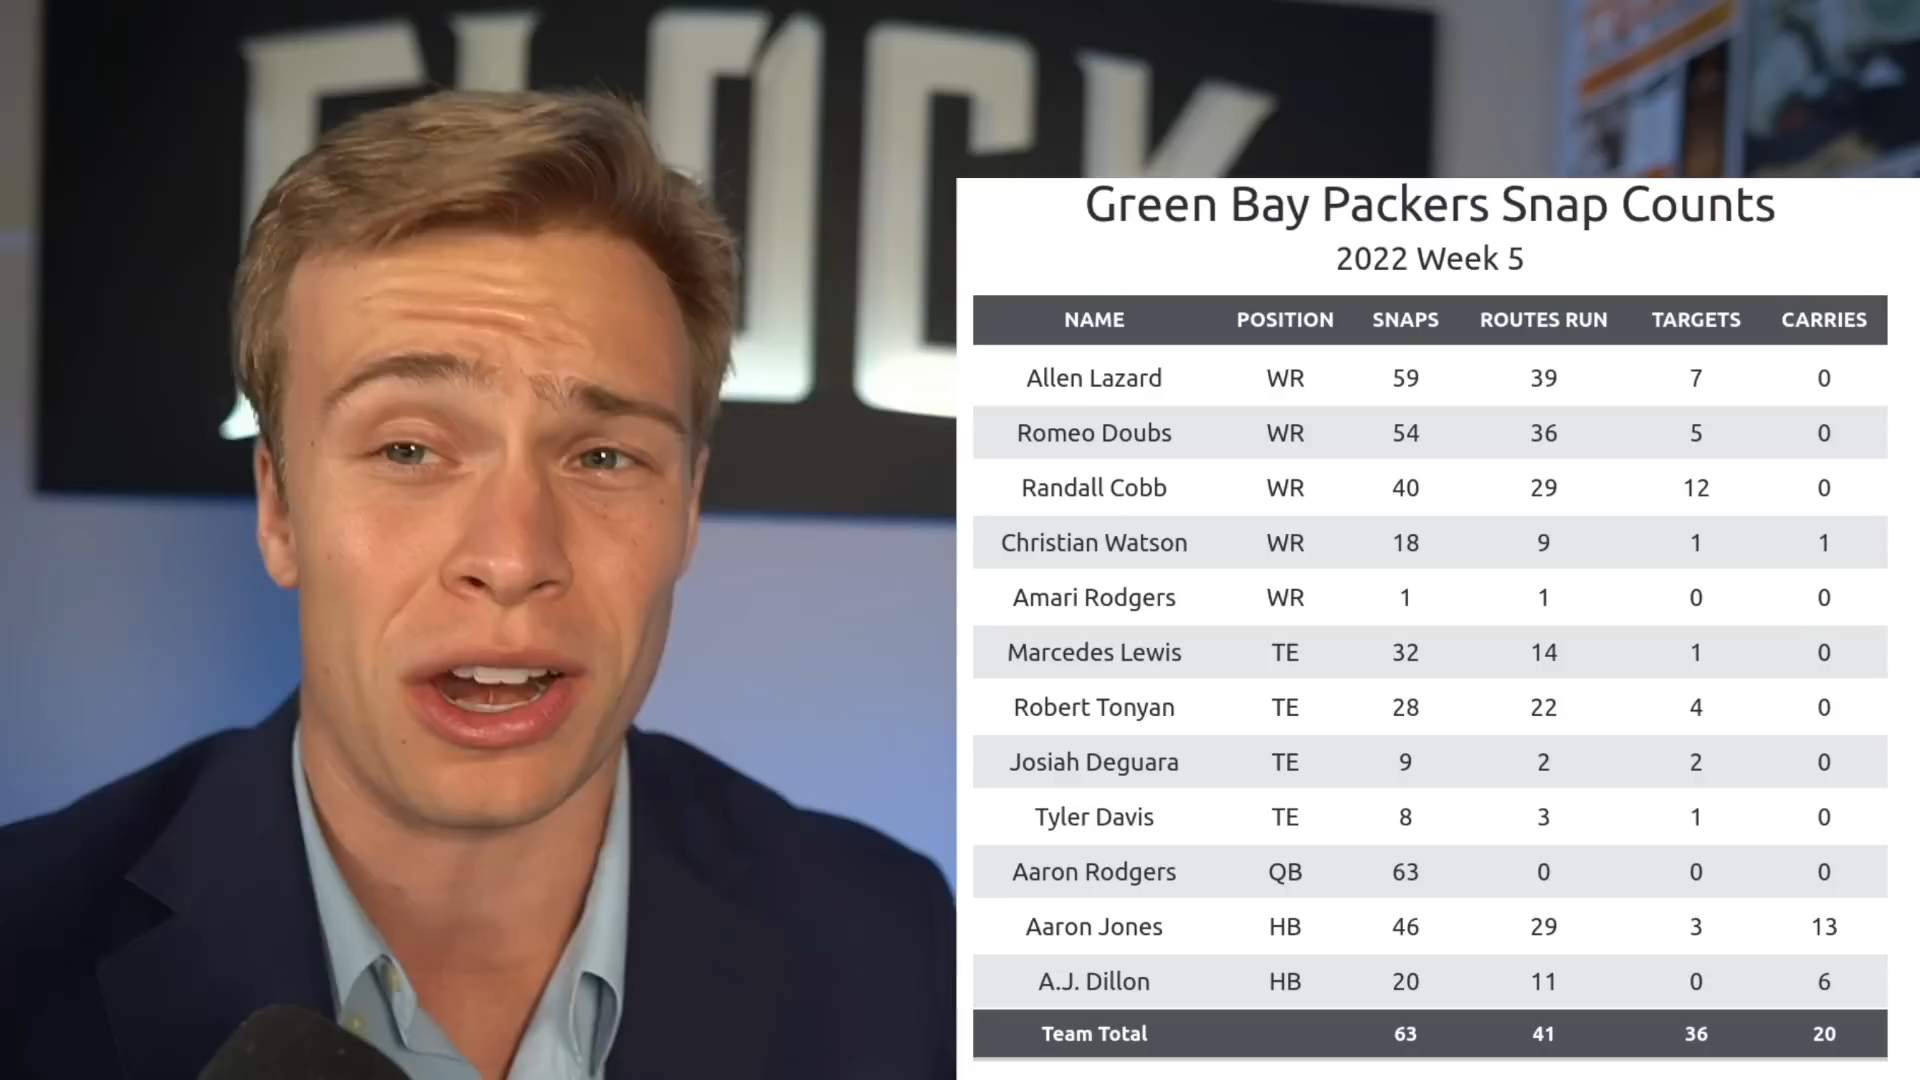 FLOCK
Green Bay Packers Snap Counts
2022 Week 5
NAME POSITION SNAPS ROUTES RUN TARGETS CARRIES
Allen Lazard WR 59 39 7 0
Romeo Doubs WR 54 36 5 0
Randall Cobb WR 40 29 12 0
Christian Watson WR 18 9 1 1
Amari Rodgers WR 1 1 0 0
Marcedes Lewis TE 32 14 1 0
Robert Tonyan TE 28 22 4 0
Josiah Deguara TE 9 2 2 0
Tyler Davis TE 8 3 1 0
Aaron Rodgers QB 63 0 0 0
Aaron Jones HB 46 29 3 13
A.J. Dillon HB 20 11 0 6
Team Total 63 41 36 20